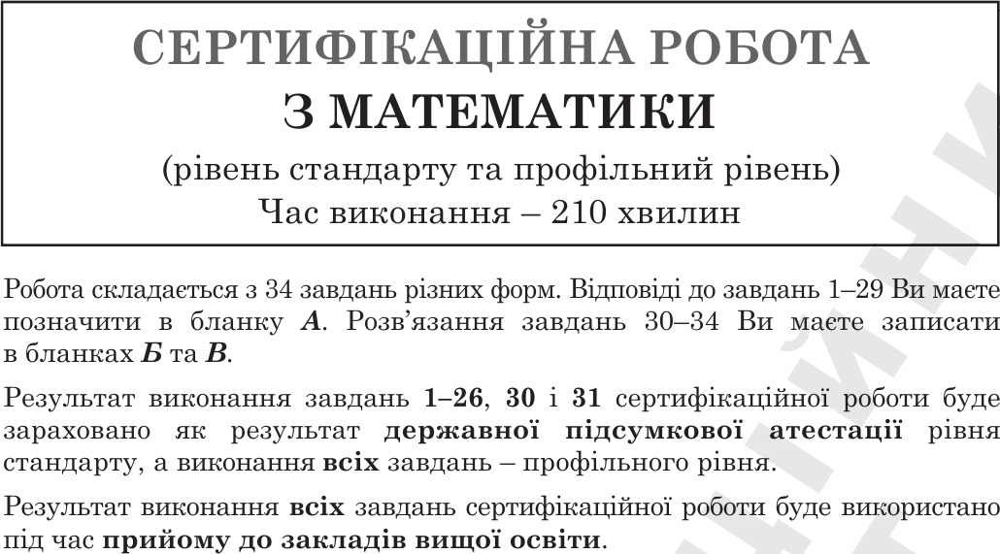 СЕРТИФІКАЦІЙНА РОБОТА
З МАТЕМАТИКИ
(рівень стандарту та профільний рівень)
Час виконання – 210 хвилин
Робота складається з 34 завдань різних форм. Відповіді до завдань 1–29 Ви маєте
позначити в бланку А. Розв’язання завдань 30–34 Ви маєте записати
в бланках Б та В.
Результат виконання завдань 1–26, 30 і 31 сертифікаційної роботи буде
зараховано як результат державної підсумкової атестації рівня
стандарту, а виконання всіх завдань – профільного рівня.
Результат виконання всіх завдань сертифікаційної роботи буде використано
під час прийому до закладів вищої освіти.